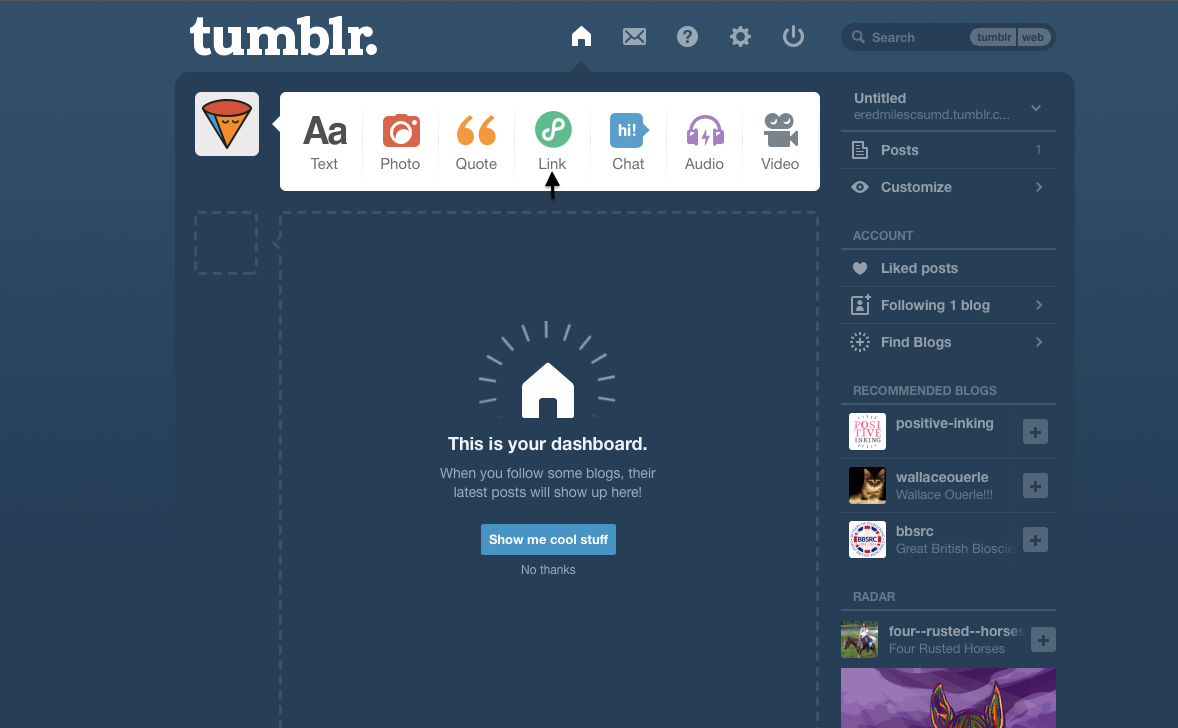 tumblr.
Search
tumblr web
Aa
hi!
Text Photo Quote Link Chat Audio Video
Untitled
eredmilescsumd.tumblr.c...
Posts 1
Customize
ACCOUNT
Liked posts
Following 1 blog
Find Blogs
This is your dashboard.
When you follow some blogs, their
latest posts will show up here!
Show me cool stuff
No thanks
RECOMMENDED BLOGS
POSI
TIVE
INKING
positive-inking
wallaceouerle
Wallace Ouerle!!!
BBSRC
bbsrc
Great British Bioscie
RADAR
four--rusted--horses
Four Rusted Horses